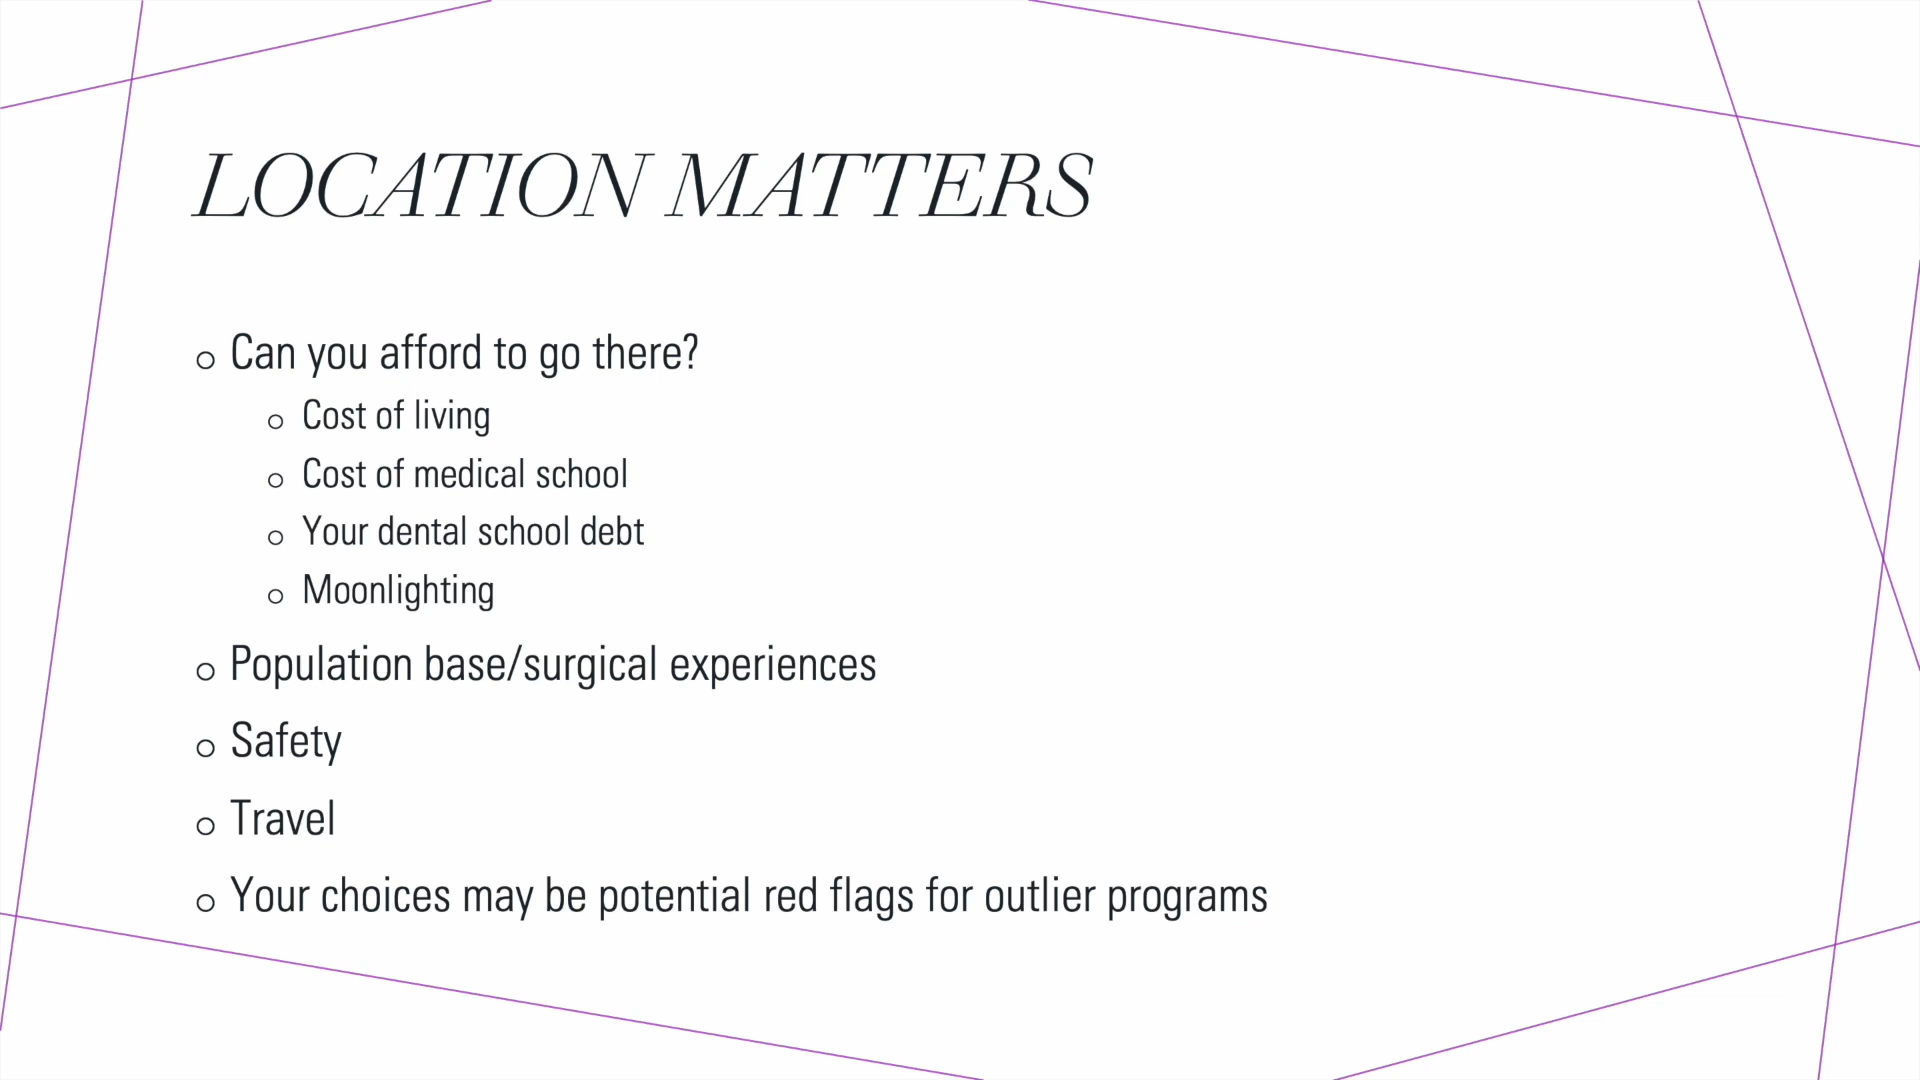 LOCATION MATTERS
Can you afford to go there?
Cost of living
Cost of medical school
Your dental school debt
Moonlighting
Population base/surgical experiences
Safety
Travel
Your choices may be potential red flags for outlier programs